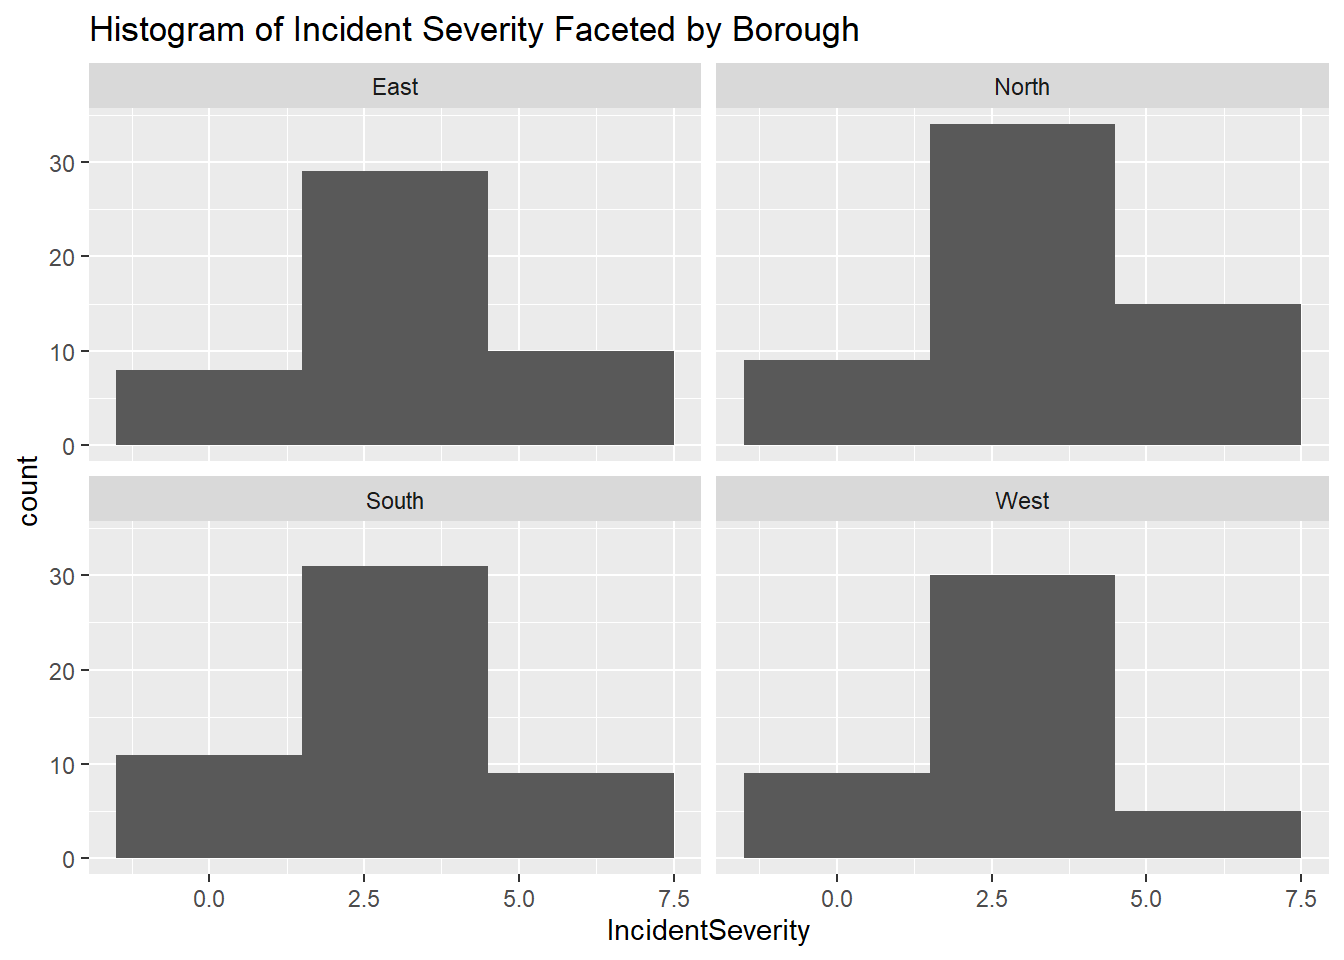 Histogram of Incident Severity Faceted by Borough
East
North
30
20
10
0
count
South
West
30
20
10
0
0.0 2.5 5.0 7.5 0.0 2.5 5.0 7.5
IncidentSeverity